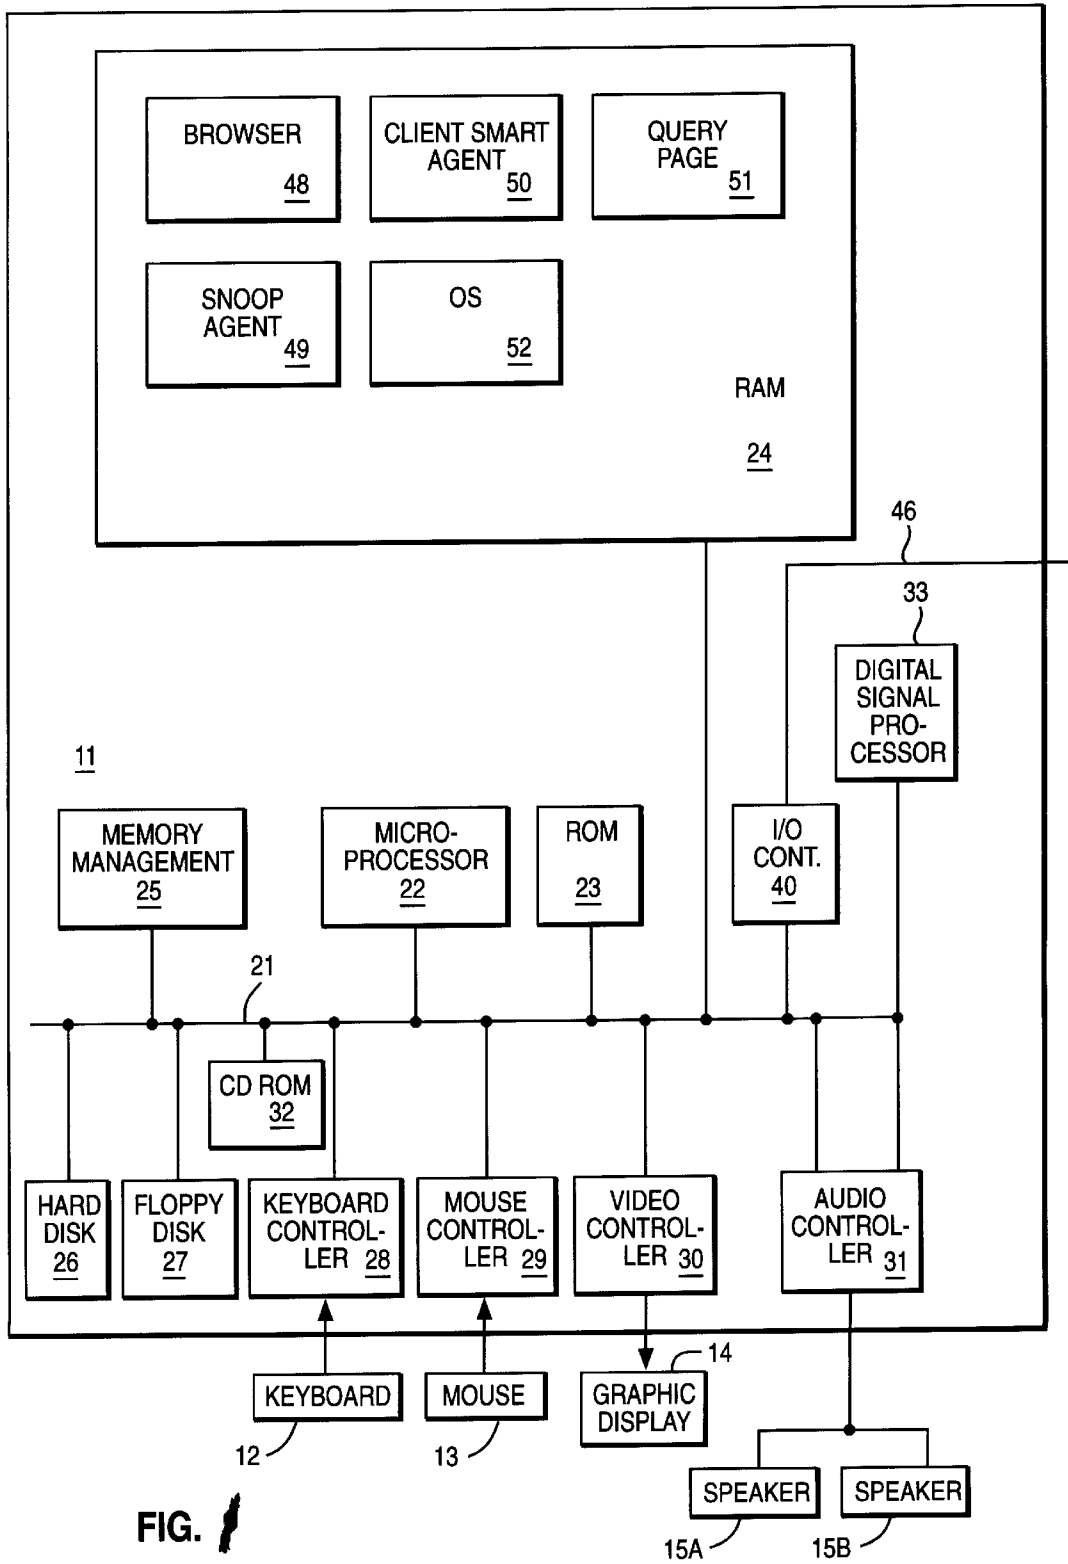 BROWSER
48
CLIENT SMART
AGENT
50
QUERY
PAGE
51
SNOOP
AGENT
49
OS
52
RAM
24
46
33
DIGITAL
SIGNAL
PRO-
CESSOR
11
MEMORY
MANAGEMENT
25
MICRO-
PROCESSOR
22
ROM
23
I/O
CONT.
40
21
CD ROM
32
HARD
DISK
26
FLOPPY
DISK
27
KEYBOARD
CONTROL-
LER 28
MOUSE
CONTROL-
LER 29
VIDEO
CONTROL-
LER 30
AUDIO
CONTROL-
LER 31
KEYBOARD
12
MOUSE
13
14
GRAPHIC
DISPLAY
SPEAKER
15A
SPEAKER
15B
FIG. 1